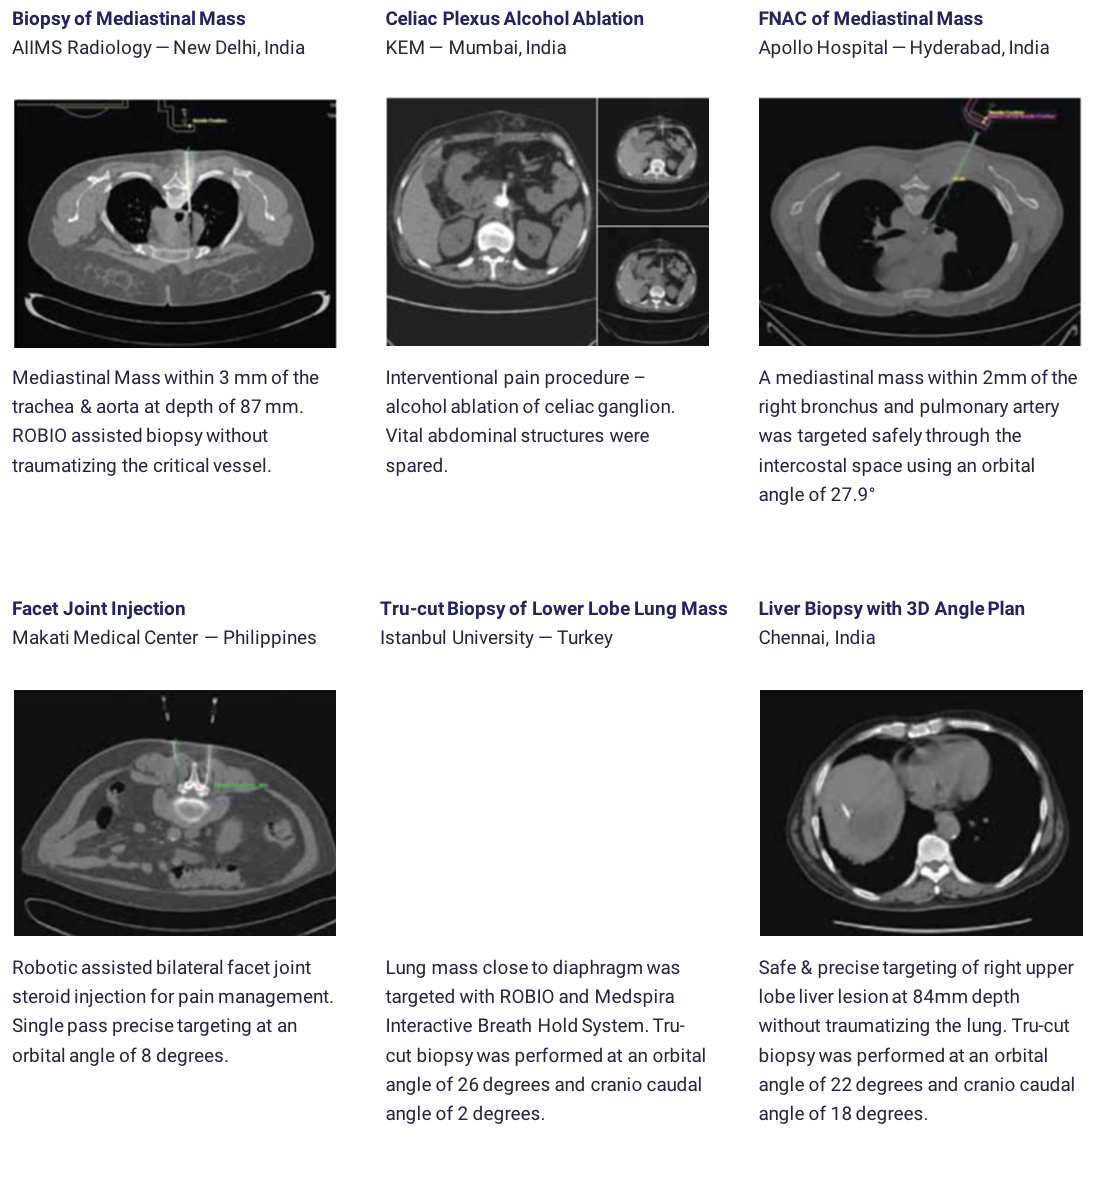 Biopsy of Mediastinal Mass
AIIMS Radiology — New Delhi, India
Mediastinal Mass within 3 mm of the
trachea & aorta at depth of 87 mm.
ROBIO assisted biopsy without
traumatizing the critical vessel.
Celiac Plexus Alcohol Ablation
KEM — Mumbai, India
Interventional pain procedure –
alcohol ablation of celiac ganglion.
Vital abdominal structures were
spared.
FNAC of Mediastinal Mass
Apollo Hospital — Hyderabad, India
A mediastinal mass within 2mm of the
right bronchus and pulmonary artery
was targeted safely through the
intercostal space using an orbital
angle of 27.9°
Facet Joint Injection
Makati Medical Center — Philippines
Robotic assisted bilateral facet joint
steroid injection for pain management.
Single pass precise targeting at an
orbital angle of 8 degrees.
Tru-cut Biopsy of Lower Lobe Lung Mass
Istanbul University — Turkey
Lung mass close to diaphragm was
targeted with ROBIO and Medspira
Interactive Breath Hold System. Tru-
cut biopsy was performed at an orbital
angle of 26 degrees and cranio caudal
angle of 2 degrees.
Liver Biopsy with 3D Angle Plan
Chennai, India
Safe & precise targeting of right upper
lobe liver lesion at 84mm depth
without traumatizing the lung. Tru-cut
biopsy was performed at an orbital
angle of 22 degrees and cranio caudal
angle of 18 degrees.